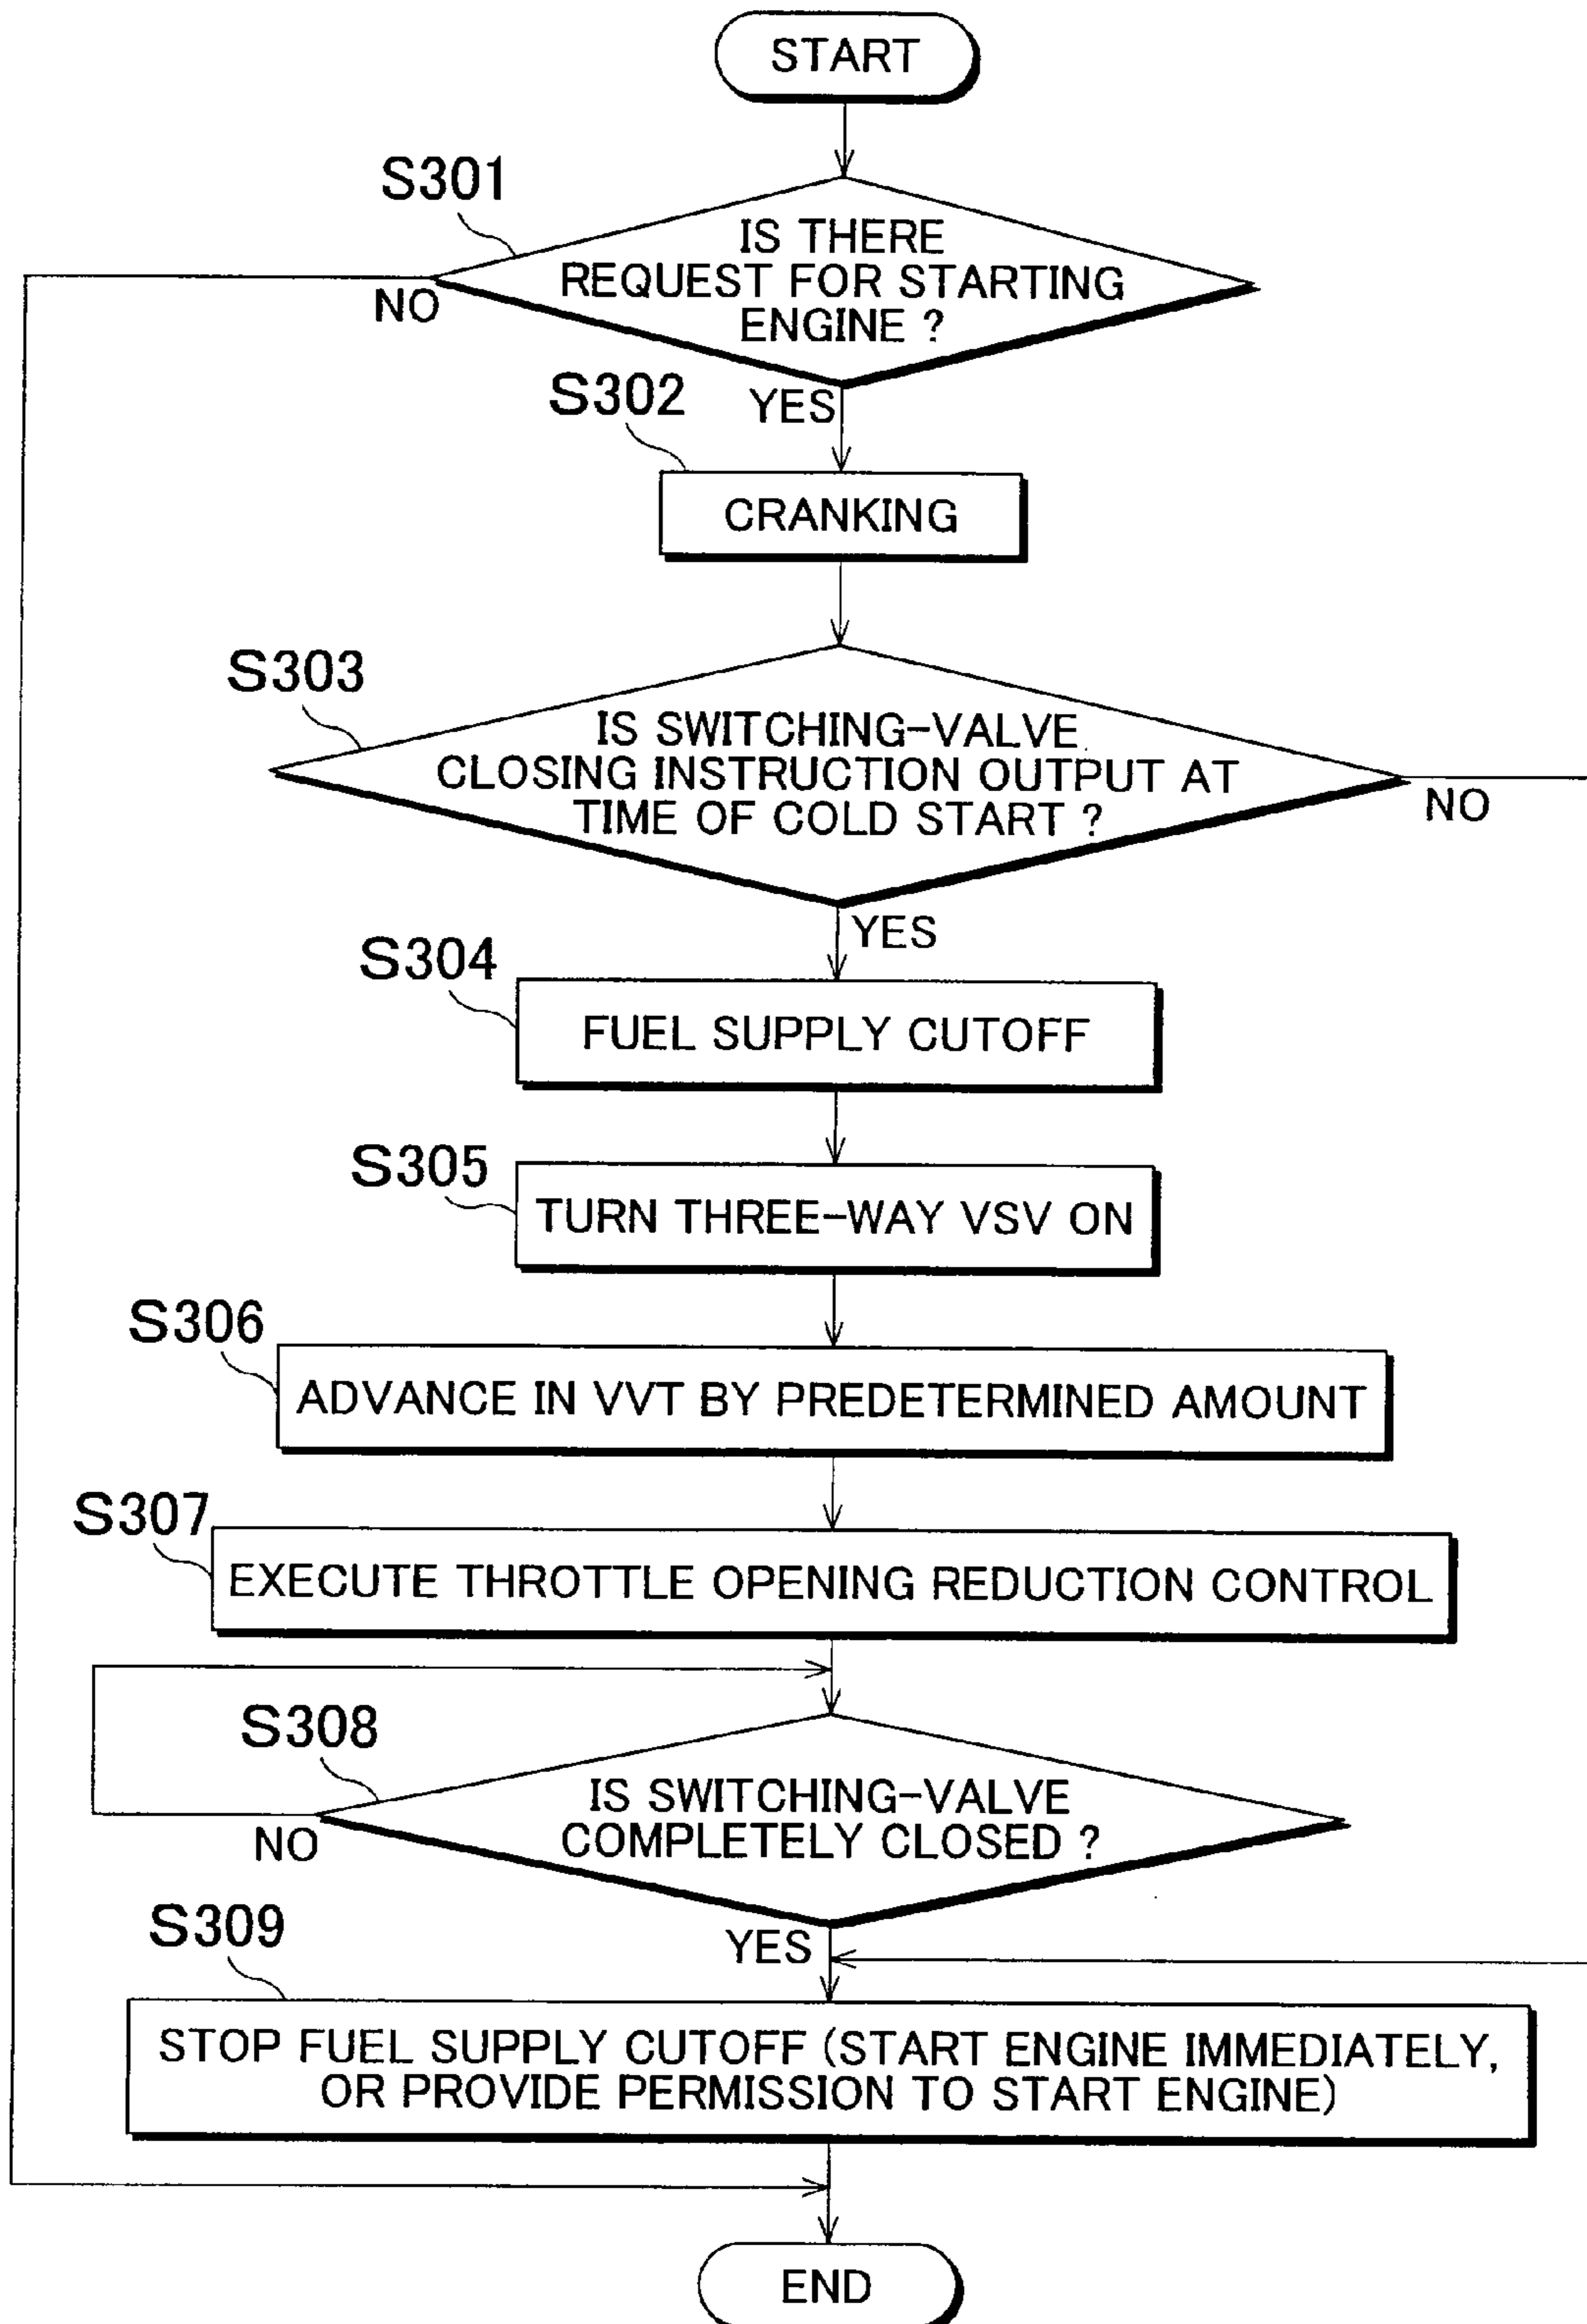 START
S301
IS THERE
REQUEST FOR STARTING
ENGINE ?
NO
YES
S302
CRANKING
S303
IS SWITCHING-VALVE
CLOSING INSTRUCTION OUTPUT AT
TIME OF COLD START ?
NO
YES
S304
FUEL SUPPLY CUTOFF
S305
TURN THREE-WAY VSV ON
S306
ADVANCE IN VVT BY PREDETERMINED AMOUNT
S307
EXECUTE THROTTLE OPENING REDUCTION CONTROL
S308
IS SWITCHING-VALVE
COMPLETELY CLOSED ?
NO
YES
S309
STOP FUEL SUPPLY CUTOFF (START ENGINE IMMEDIATELY,
OR PROVIDE PERMISSION TO START ENGINE)
END